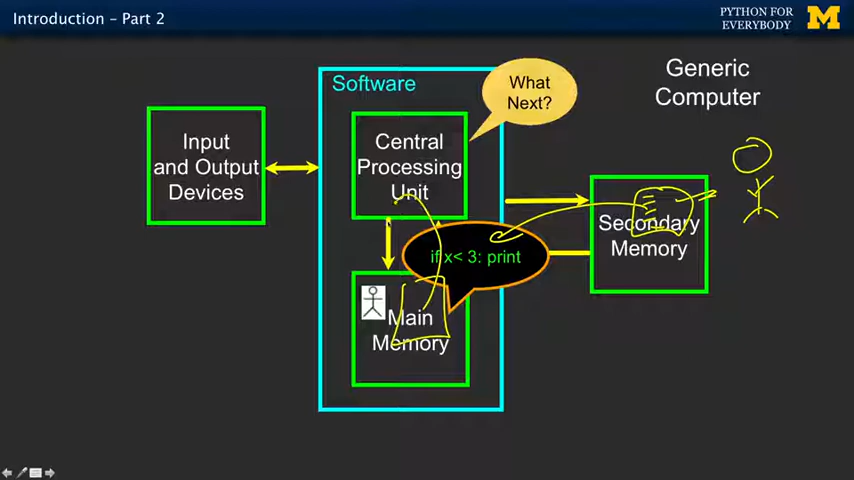 Introduction – Part 2
PYTHON FOR
EVERYBODY
Generic
Computer
Software
What
Next?
Input
and Output
Devices
Central
Processing
Unit
if x< 3: print
Secondary
Memory
Main
Memory